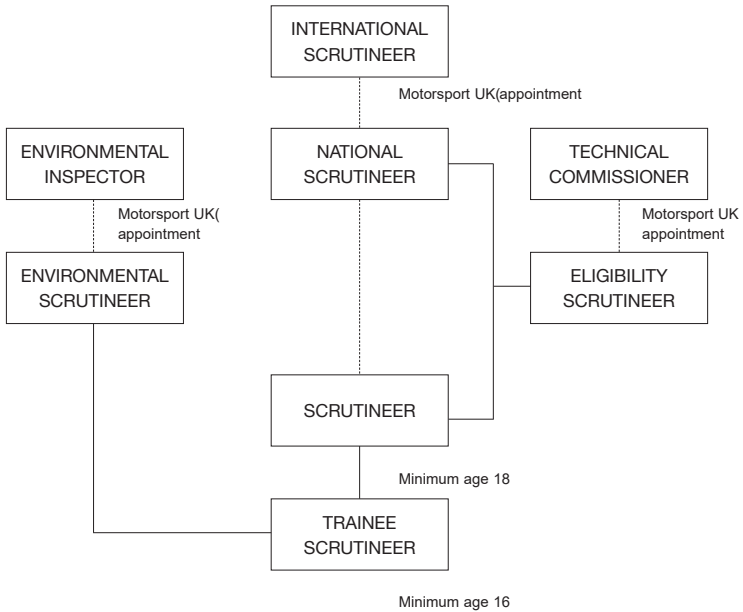 INTERNATIONAL
SCRUTINEER
Motorsport UK(appointment
ENVIRONMENTAL
INSPECTOR
NATIONAL
SCRUTINEER
TECHNICAL
COMMISSIONER
Motorsport UK(
appointment
Motorsport UK
appointment
ENVIRONMENTAL
SCRUTINEER
ELIGIBILITY
SCRUTINEER
SCRUTINEER
Minimum age 18
TRAINEE
SCRUTINEER
Minimum age 16